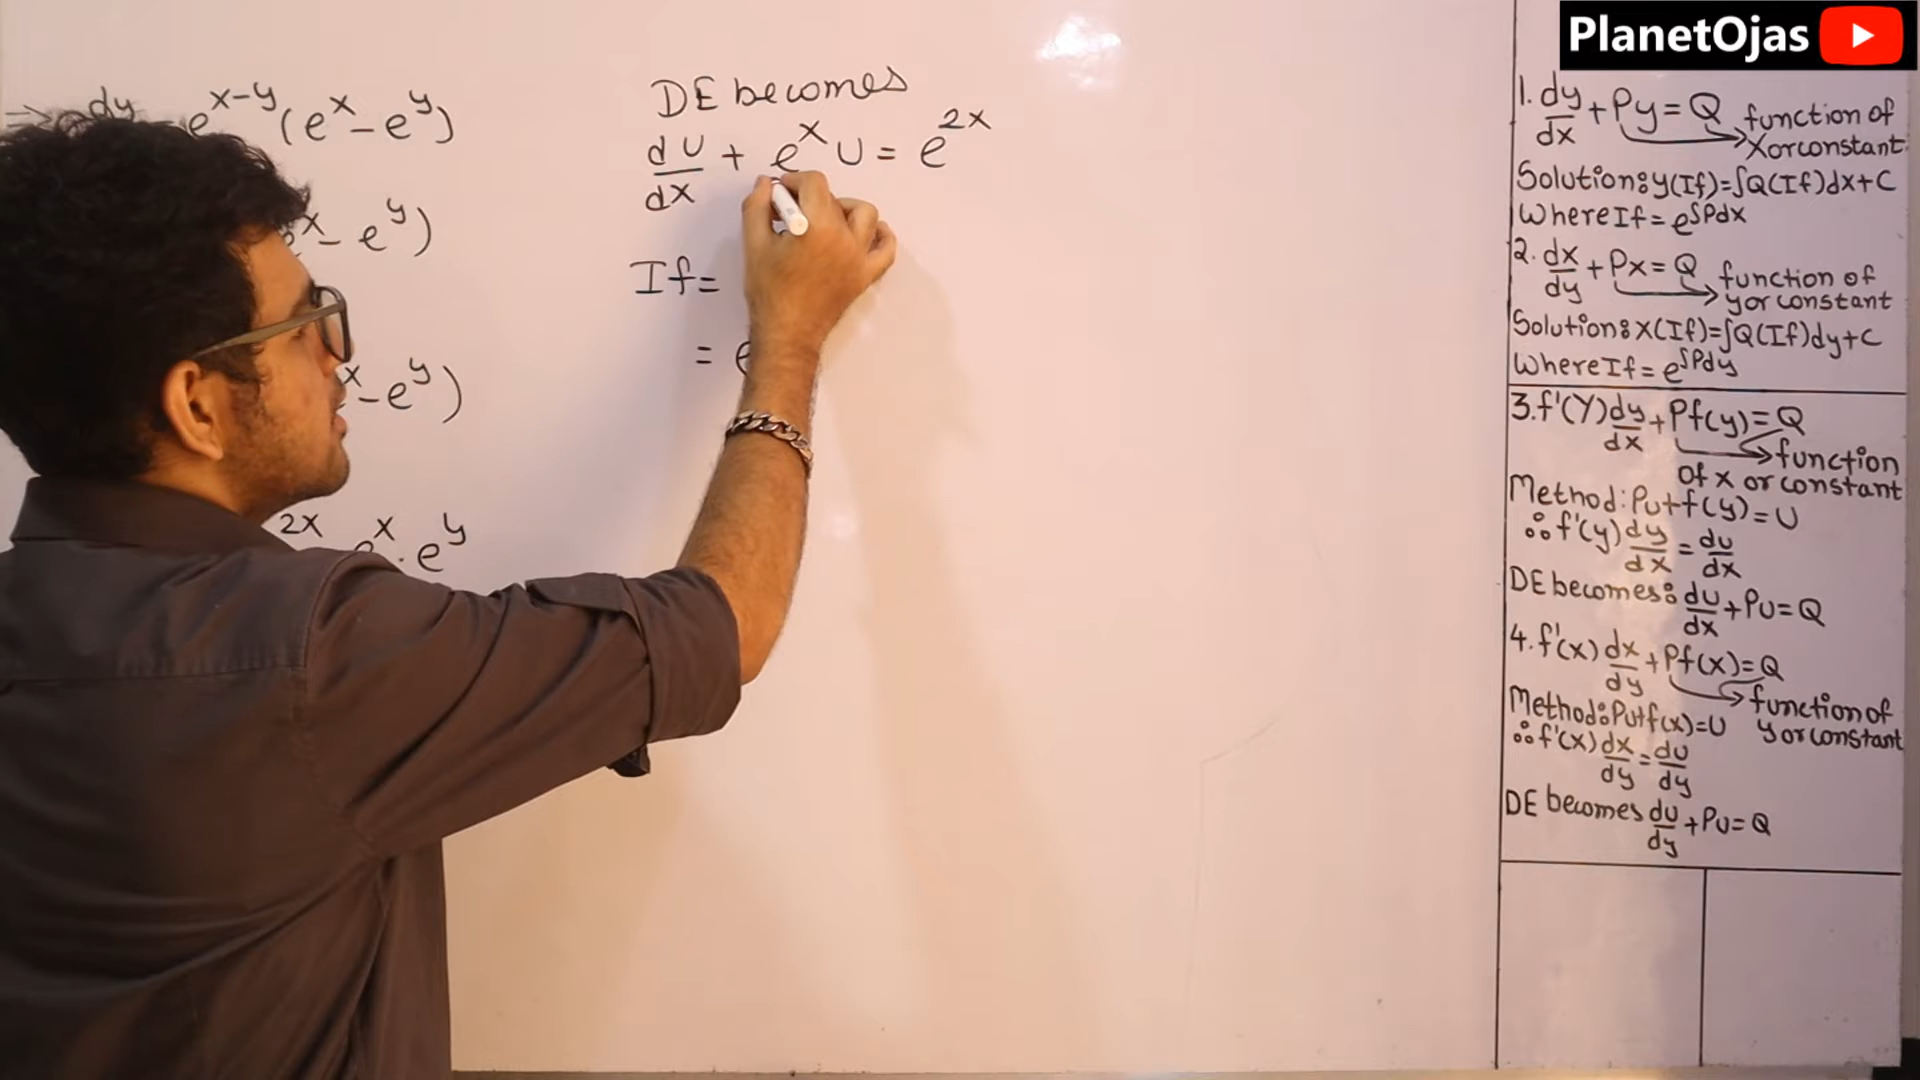 PlanetOjas
=> dy e^x-y (e^x - e^y)
e^x - e^y)
x - e^y)
2x e^x . e^y
DE becomes
dU/dx + e^x U = e^2x
If =
= e
1. dy/dx + Py = Q function of
X or constant
Solution: y(If) = ∫Q(If)dx + C
Where If = e^∫Pdx
2. dx/dy + Px = Q function of
y or constant
Solution: x(If) = ∫Q(If)dy + C
Where If = e^∫Pdy
3. f'(Y) dy/dx + Pf(y) = Q
function
Of x or constant
Method: Put f(y) = U
∴ f'(y) dy/dx = du/dx
DE becomes: du/dx + PU = Q
4. f'(x) dx/dy + Pf(x) = Q
function of
y or constant
Method: Put f(x) = U
∴ f'(x) dx/dy = du/dy
DE becomes du/dy + PU = Q